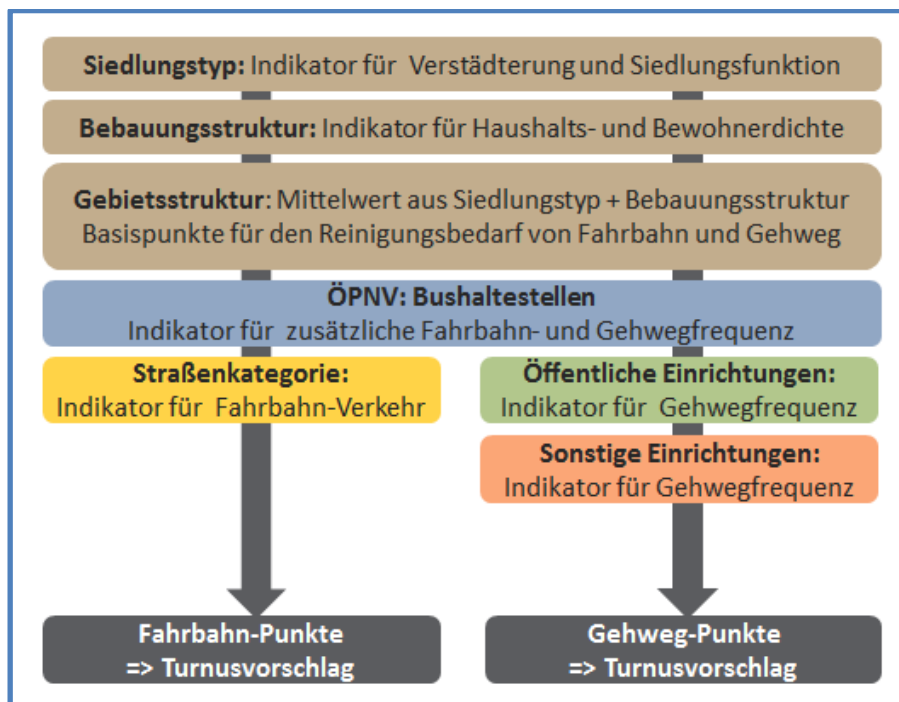 Siedlungstyp: Indikator für Verstädterung und Siedlungsfunktion
Bebauungsstruktur: Indikator für Haushalts- und Bewohnerdichte
Gebietsstruktur: Mittelwert aus Siedlungstyp + Bebauungsstruktur
Basispunkte für den Reinigungsbedarf von Fahrbahn und Gehweg
ÖPNV: Bushaltestellen
Indikator für zusätzliche Fahrbahn- und Gehwegfrequenz
Straßenkategorie:
Indikator für Fahrbahn-Verkehr
Öffentliche Einrichtungen:
Indikator für Gehwegfrequenz
Sonstige Einrichtungen:
Indikator für Gehwegfrequenz
Fahrbahn-Punkte
=> Turnusvorschlag
Gehweg-Punkte
=> Turnusvorschlag